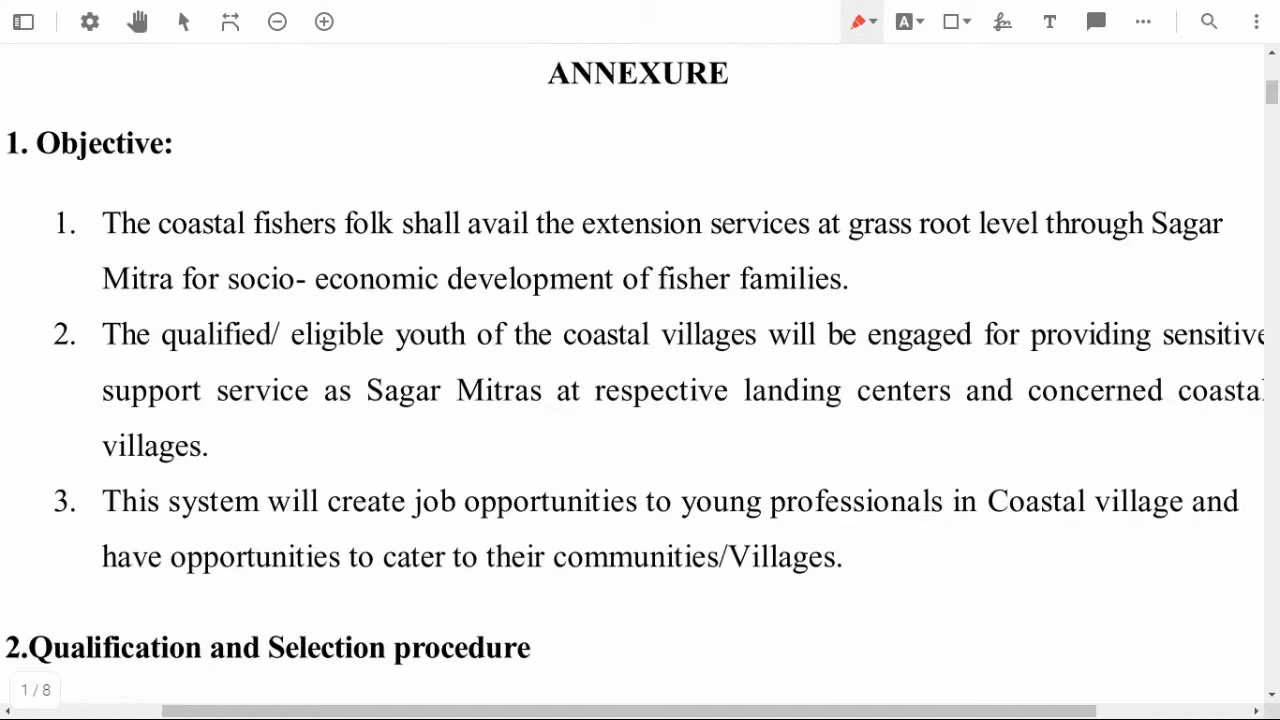 ANNEXURE
1. Objective:
1. The coastal fishers folk shall avail the extension services at grass root level through Sagar
Mitra for socio- economic development of fisher families.
2. The qualified/ eligible youth of the coastal villages will be engaged for providing sensitive
support service as Sagar Mitras at respective landing centers and concerned coastal
villages.
3. This system will create job opportunities to young professionals in Coastal village and
have opportunities to cater to their communities/Villages.
2.Qualification and Selection procedure
1 / 8